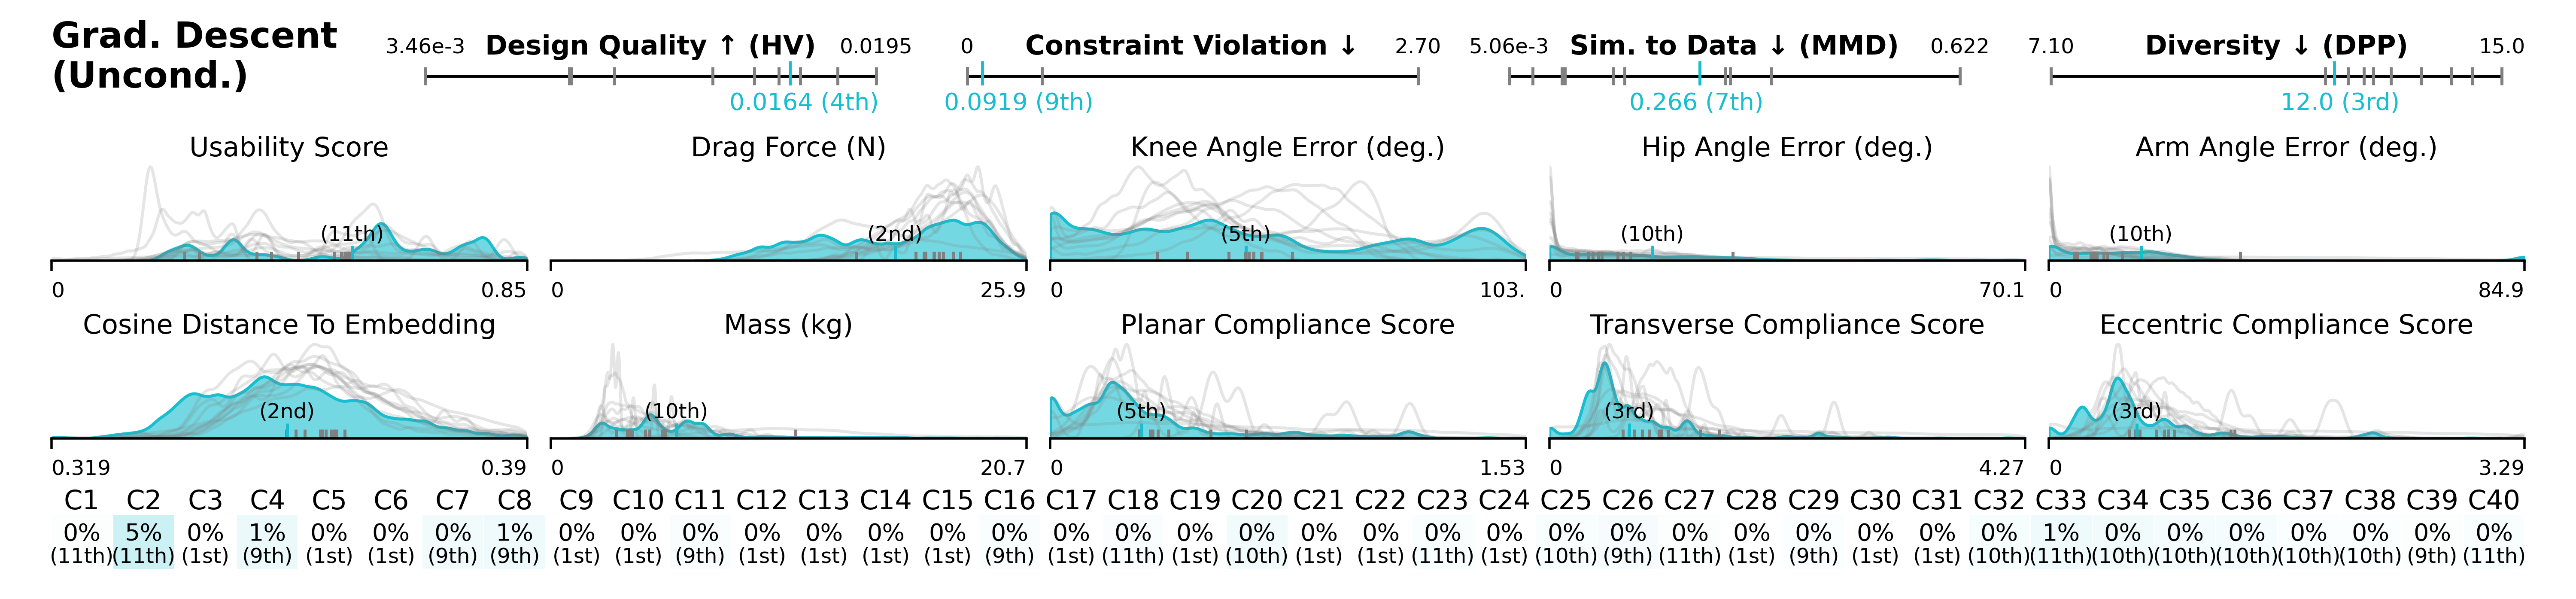 Grad. Descent
(Uncond.)
3.46e-3 Design Quality ↑ (HV) 0.0195
0.0164 (4th)
0 Constraint Violation ↓ 2.70
0.0919 (9th)
5.06e-3 Sim. to Data ↓ (MMD) 0.622
0.266 (7th)
7.10 Diversity ↓ (DPP) 15.0
12.0 (3rd)
Usability Score
(11th)
0 0.85
Drag Force (N)
(2nd)
0 25.9
Knee Angle Error (deg.)
(5th)
0 103.
Hip Angle Error (deg.)
(10th)
0 70.1
Arm Angle Error (deg.)
(10th)
0 84.9
Cosine Distance To Embedding
(2nd)
0.319 0.39
Mass (kg)
(10th)
0 20.7
Planar Compliance Score
(5th)
0 1.53
Transverse Compliance Score
(3rd)
0 4.27
Eccentric Compliance Score
(3rd)
0 3.29
C1 C2 C3 C4 C5 C6 C7 C8 C9 C10 C11 C12 C13 C14 C15 C16 C17 C18 C19 C20 C21 C22 C23 C24 C25 C26 C27 C28 C29 C30 C31 C32 C33 C34 C35 C36 C37 C38 C39 C40
0% 5% 0% 1% 0% 0% 0% 1% 0% 0% 0% 0% 0% 0% 0% 0% 0% 0% 0% 0% 0% 0% 0% 0% 0% 0% 0% 0% 0% 0% 0% 0% 1% 0% 0% 0% 0% 0% 0% 0%
(11th) (11th) (1st) (9th) (1st) (1st) (9th) (9th) (1st) (1st) (9th) (1st) (1st) (1st) (1st) (9th) (1st) (11th) (1st) (10th) (1st) (1st) (11th) (1st) (10th) (9th) (11th) (1st) (9th) (1st) (1st) (10th) (11th) (10th) (10th) (10th) (10th) (10th) (9th) (11th)